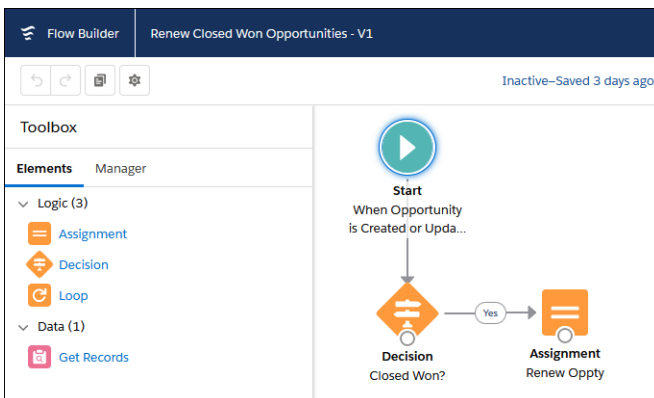 Flow Builder
Renew Closed Won Opportunities - V1
Inactive–Saved 3 days ago
Toolbox
Elements
Manager
Logic (3)
Assignment
Decision
Loop
Data (1)
Get Records
Start
When Opportunity
is Created or Upda...
Yes
Decision
Closed Won?
Assignment
Renew Oppty